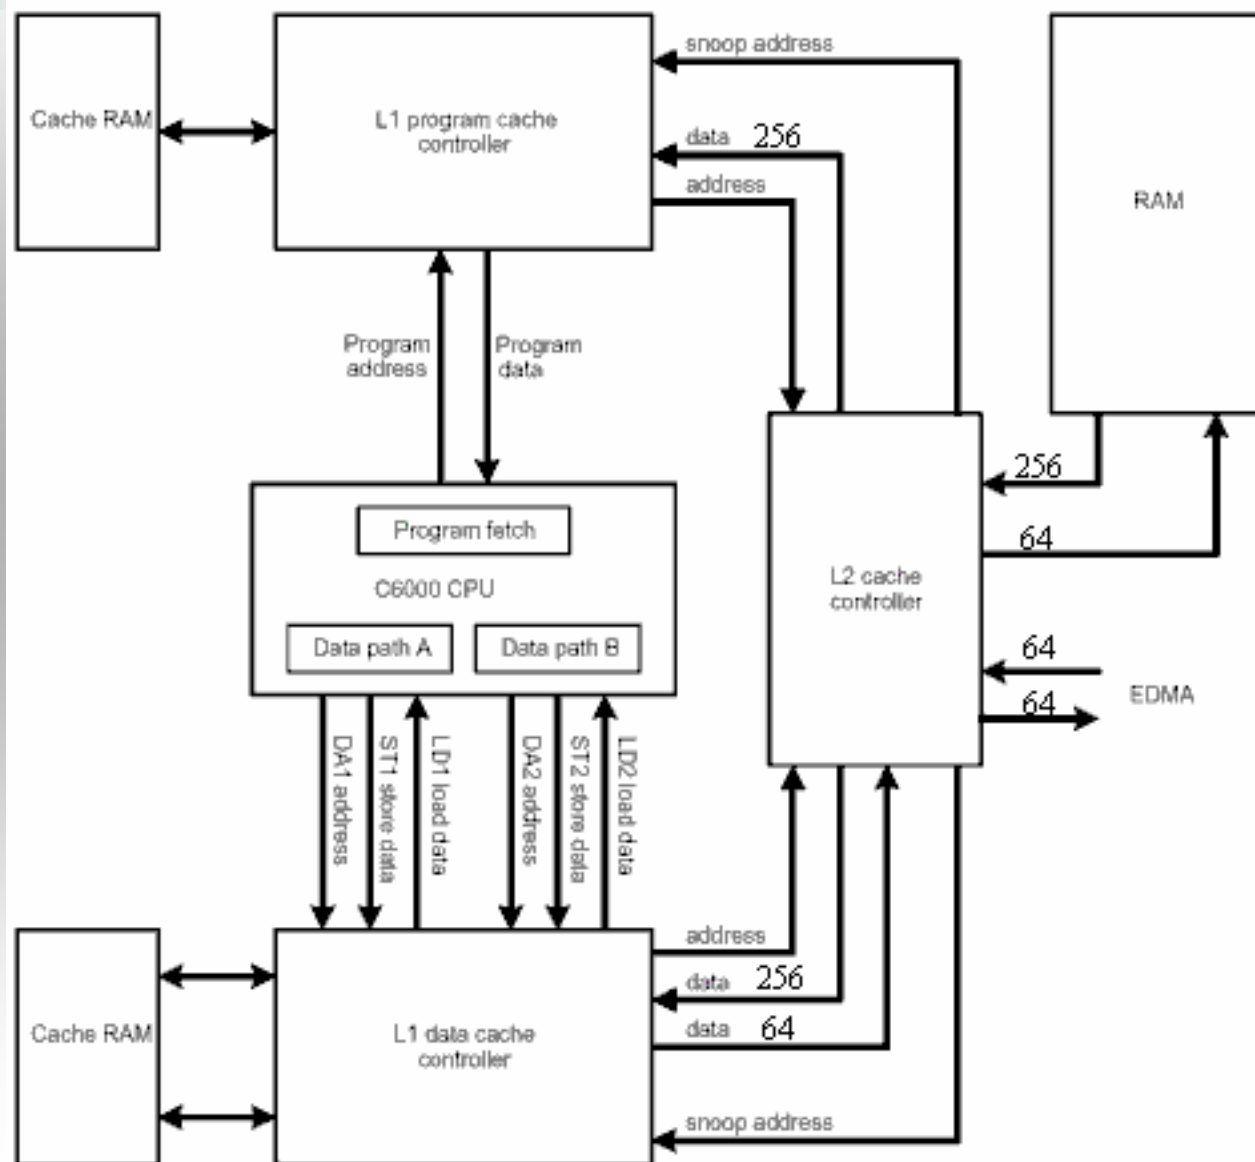 snoop address
Cache RAM
L1 program cache
controller
data 256
address
RAM
Program
address
Program
data
256
Program fetch
64
C6000 CPU
L2 cache
controller
Data path A
Data path B
64
EDMA
64
DA1 address
ST1 store data
LD1 load data
DA2 address
ST2 store data
LD2 load data
address
data 256
data 64
Cache RAM
L1 data cache
controller
snoop address